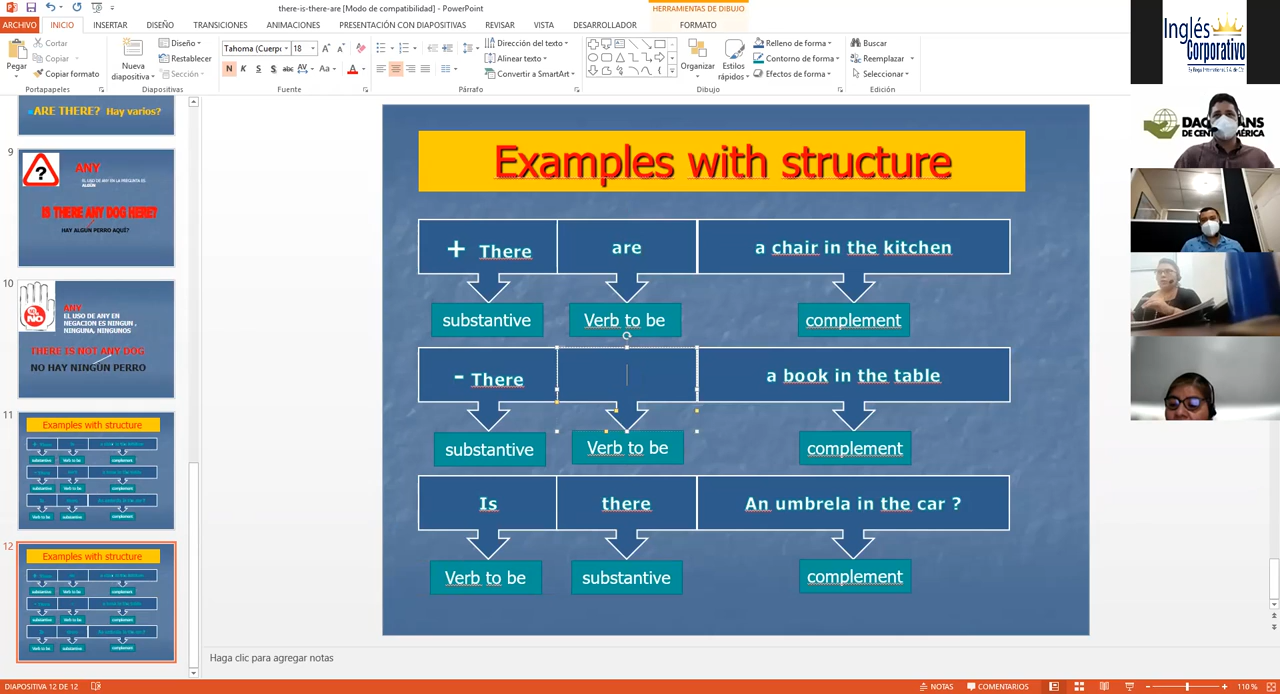 there-is-there-are [Modo de compatibilidad] - PowerPoint
HERRAMIENTAS DE DIBUJO
ARCHIVO INICIO INSERTAR DISEÑO TRANSICIONES ANIMACIONES PRESENTACIÓN CON DIAPOSITIVAS REVISAR VISTA DESARROLLADOR FORMATO
Pegar
Cortar
Copiar
Copiar formato
Portapapeles
Nueva diapositiva
Diseño
Restablecer
Sección
Diapositivas
Tahoma (Cuerp 18
N K S S abc AV Aa A
Fuente
Dirección del texto
Alinear texto
Convertir a SmartArt
Párrafo
Organizar
Estilos rápidos
Relleno de forma
Contorno de forma
Efectos de forma
Dibujo
Buscar
Reemplazar
Seleccionar
Edición
ARE THERE? Hay varios?
9
?
ANY
EL USO DE ANY EN LA PREGUNTA ES
ALGÚN
IS THERE ANY DOG HERE?
HAY ALGUN PERRO AQUÍ?
10
NO
ANY
EL USO DE ANY EN
NEGACION ES NINGUN ,
NINGUNA, NINGUNOS
THERE IS NOT ANY DOG
NO HAY NINGÚN PERRO
11
Examples with structure
12
Examples with structure
Examples with structure
+ There are a chair in the kitchen
substantive Verb to be complement
- There a book in the table
substantive Verb to be complement
Is there An umbrela in the car ?
Verb to be substantive complement
Haga clic para agregar notas
DIAPOSITIVA 12 DE 12
NOTAS COMENTARIOS 110 %
Inglés
Corporativo
DE CENTROAMÉRICA